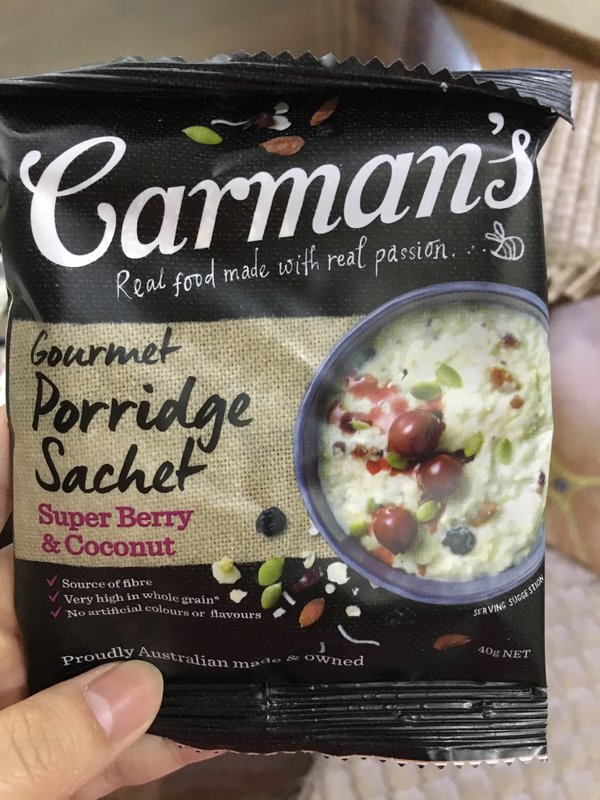 Carman's
Real food made with real passion....
Gourmet
Porridge
Sachet
Super Berry
& Coconut
✓ Source of fibre
✓ Very high in whole grain*
✓ No artificial colours or flavours
SERVING SUGGESTION
Proudly Australian made & owned
40g NET